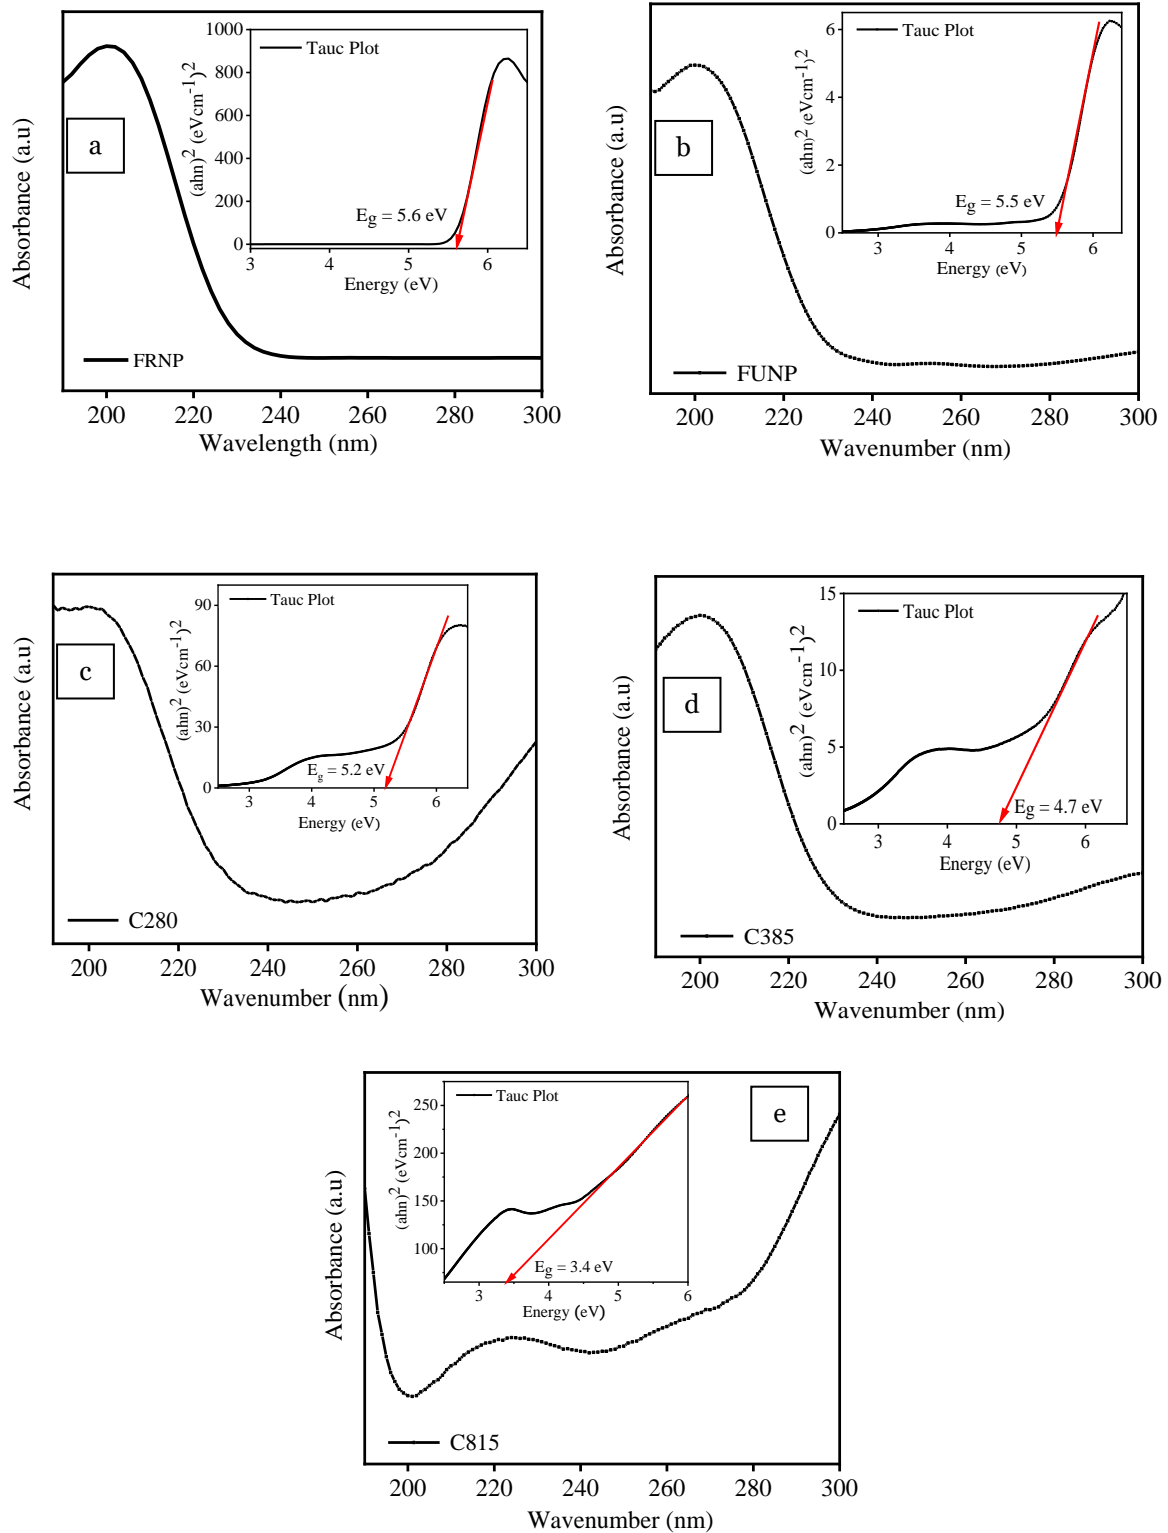 Absorbance (a.u)
a
1000
800
600
400
200
0
(ahn)2 (eVcm-1)2
Tauc Plot
Eg = 5.6 eV
3 4 5 6
Energy (eV)
FRNP
200 220 240 260 280 300
Wavelength (nm)
Absorbance (a.u)
b
6
4
2
0
(ahn)2 (eVcm-1)2
Tauc Plot
Eg = 5.5 eV
3 4 5 6
Energy (eV)
FUNP
200 220 240 260 280 300
Wavenumber (nm)
Absorbance (a.u)
c
90
60
30
0
(ahn)2 (eVcm-1)2
Tauc Plot
Eg = 5.2 eV
3 4 5 6
Energy (eV)
C280
200 220 240 260 280 300
Wavenumber (nm)
Absorbance (a.u)
d
15
10
5
0
(ahn)2 (eVcm-1)2
Tauc Plot
Eg = 4.7 eV
3 4 5 6
Energy (eV)
C385
200 220 240 260 280 300
Wavenumber (nm)
Absorbance (a.u)
e
250
200
150
100
(ahn)2 (eVcm-1)2
Tauc Plot
Eg = 3.4 eV
3 4 5 6
Energy (eV)
C815
200 220 240 260 280 300
Wavenumber (nm)